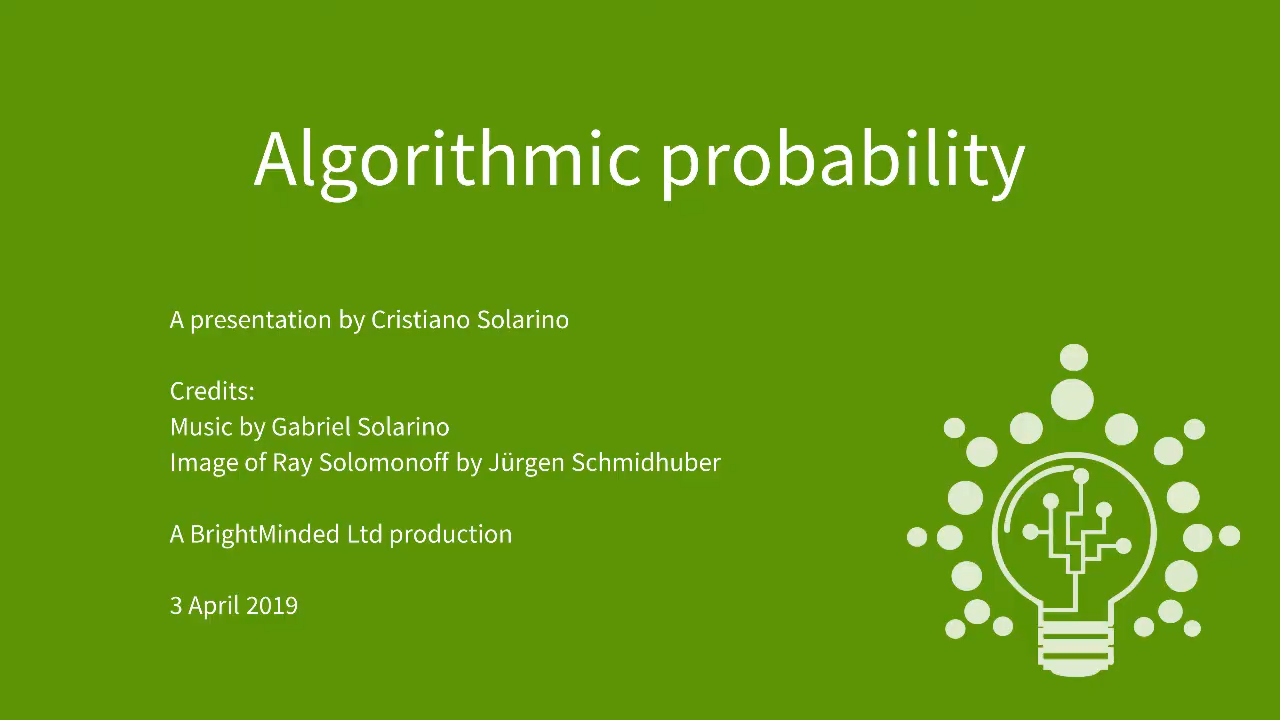 Algorithmic probability
A presentation by Cristiano Solarino
Credits:
Music by Gabriel Solarino
Image of Ray Solomonoff by Jürgen Schmidhuber
A BrightMinded Ltd production
3 April 2019